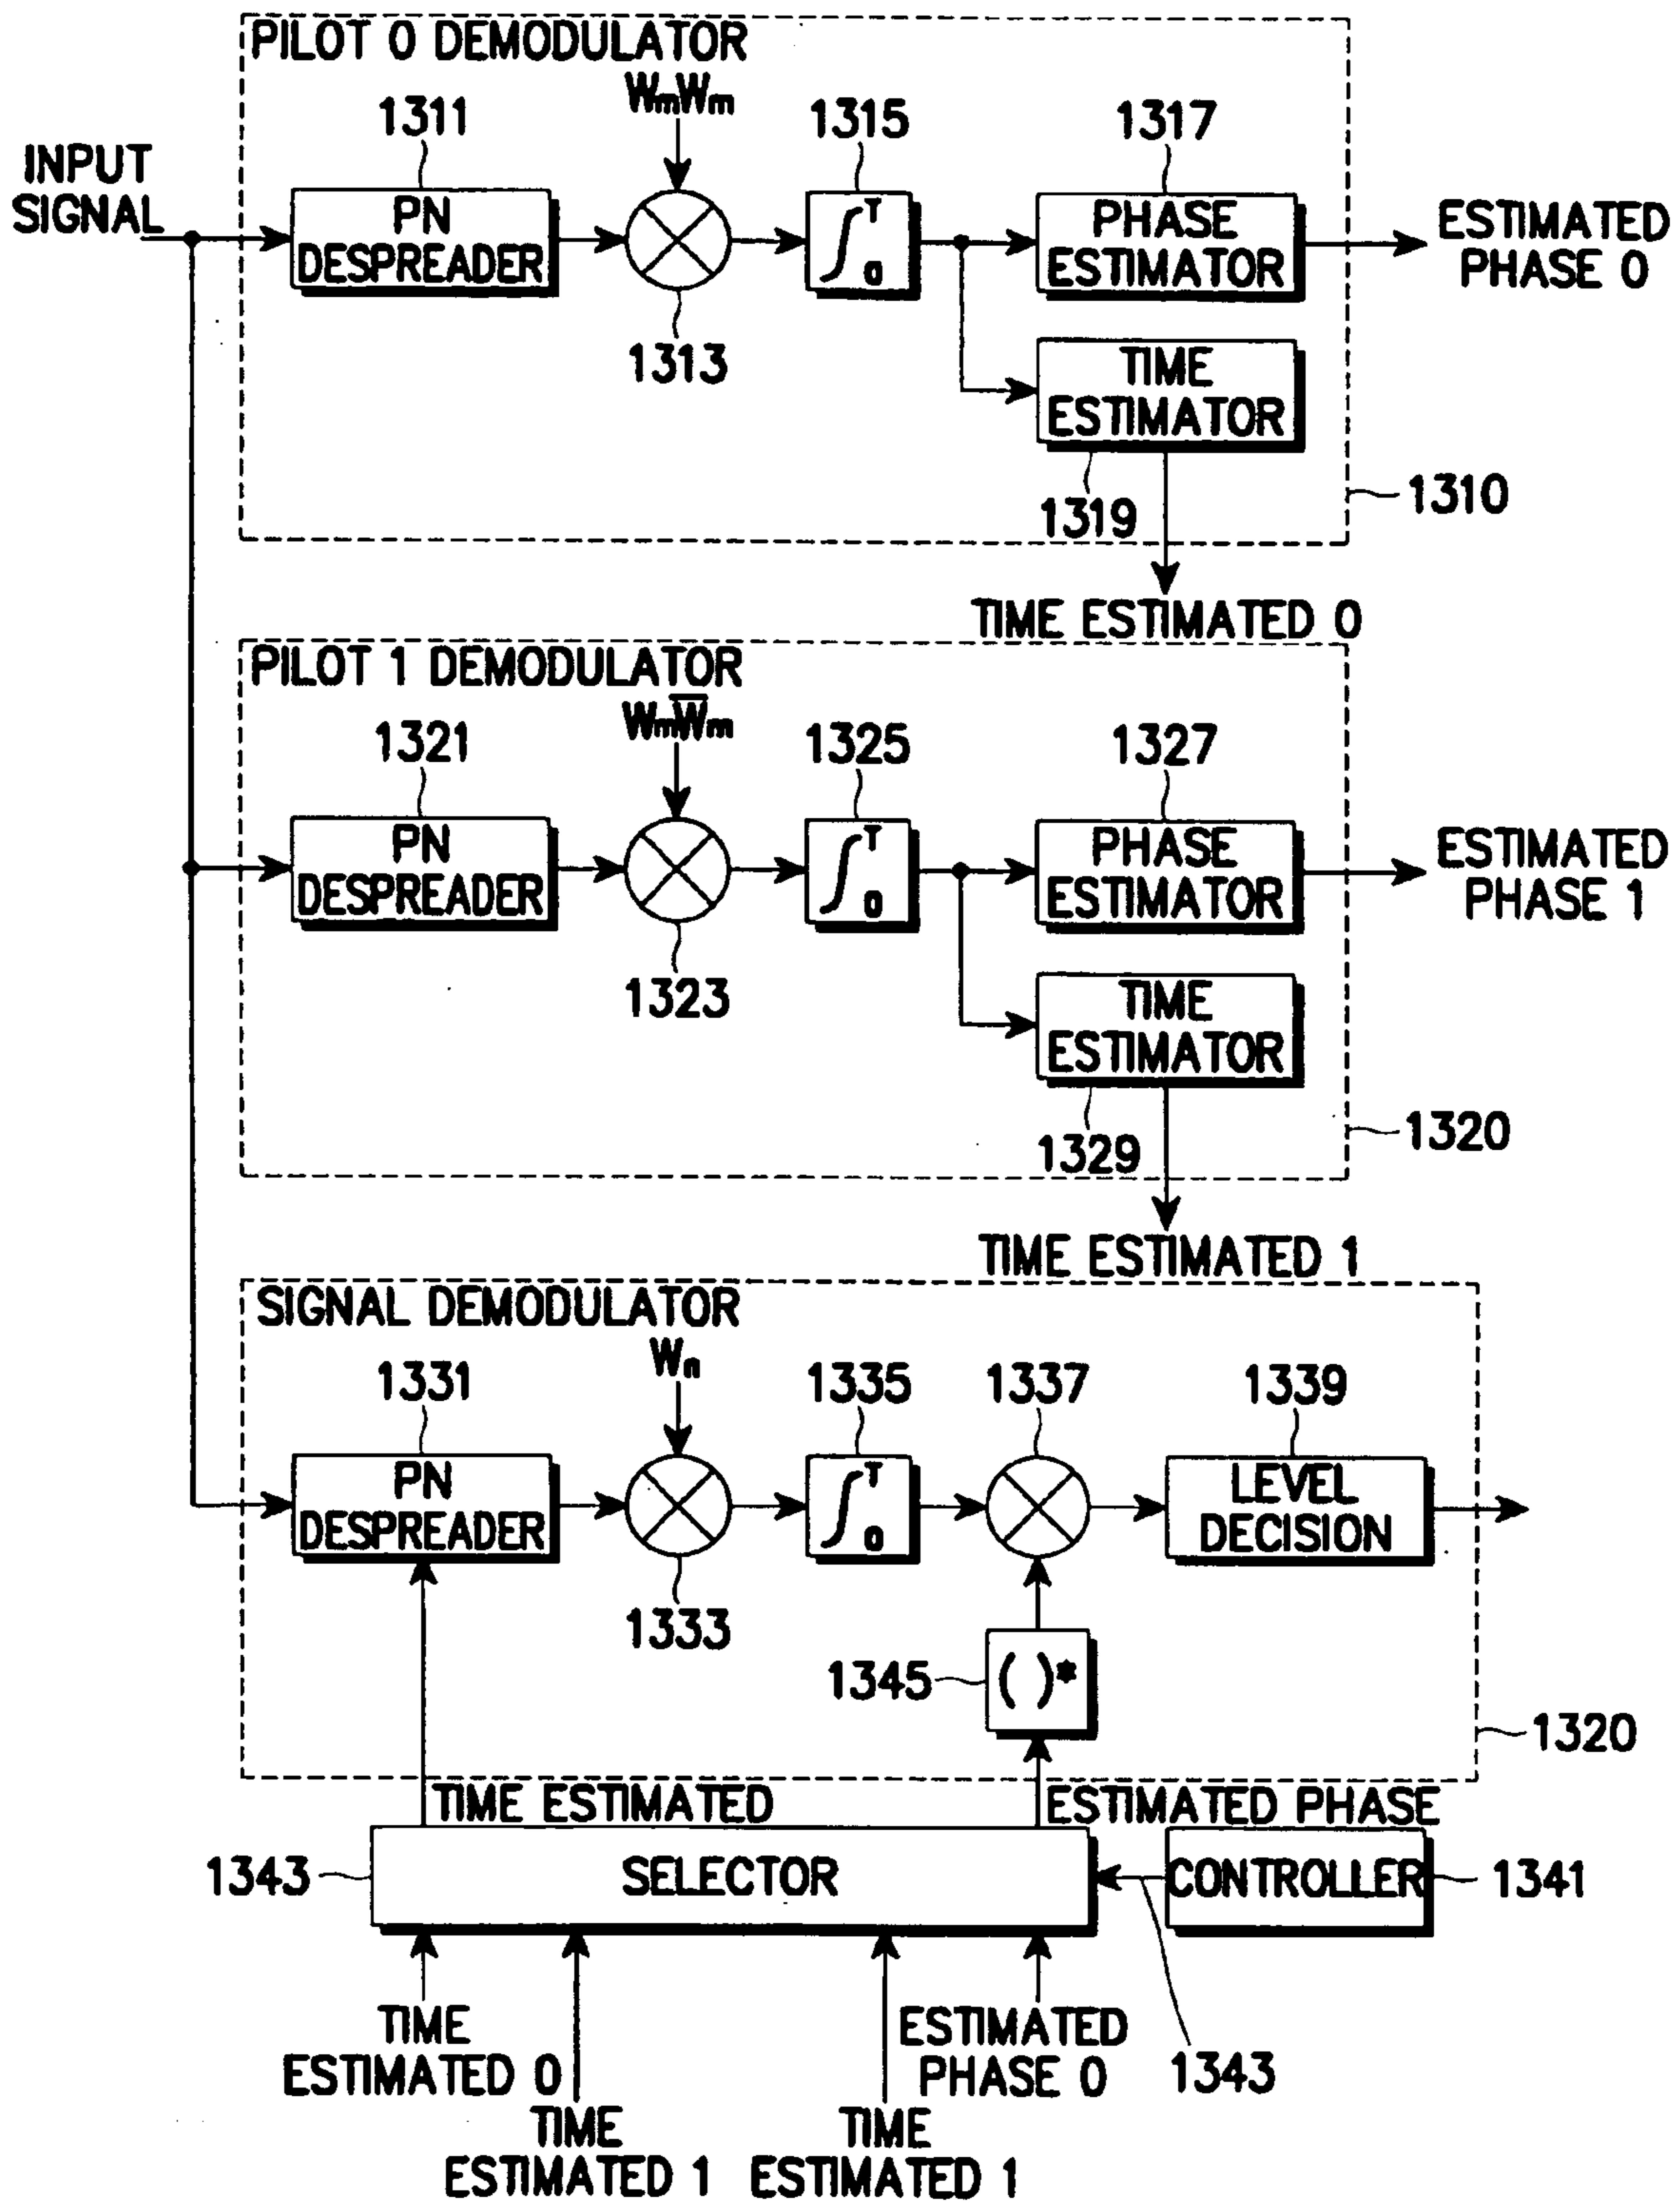 PILOT 0 DEMODULATOR
WmWm
1311
1315
1317
INPUT
SIGNAL
PN
DESPREADER
∫T0
PHASE
ESTIMATOR
ESTIMATED
PHASE 0
1313
TIME
ESTIMATOR
1319
1310
TIME ESTIMATED 0
PILOT 1 DEMODULATOR
WmW̅m
1321
1325
1327
PN
DESPREADER
∫T0
PHASE
ESTIMATOR
ESTIMATED
PHASE 1
1323
TIME
ESTIMATOR
1329
1320
TIME ESTIMATED 1
SIGNAL DEMODULATOR
Wn
1331
1335
1337
1339
PN
DESPREADER
∫T0
LEVEL
DECISION
1333
1345
( )*
1320
TIME ESTIMATED
ESTIMATED PHASE
1343
SELECTOR
CONTROLLER
1341
TIME
ESTIMATED 0
ESTIMATED
PHASE 0
1343
TIME
ESTIMATED 1
TIME
ESTIMATED 1